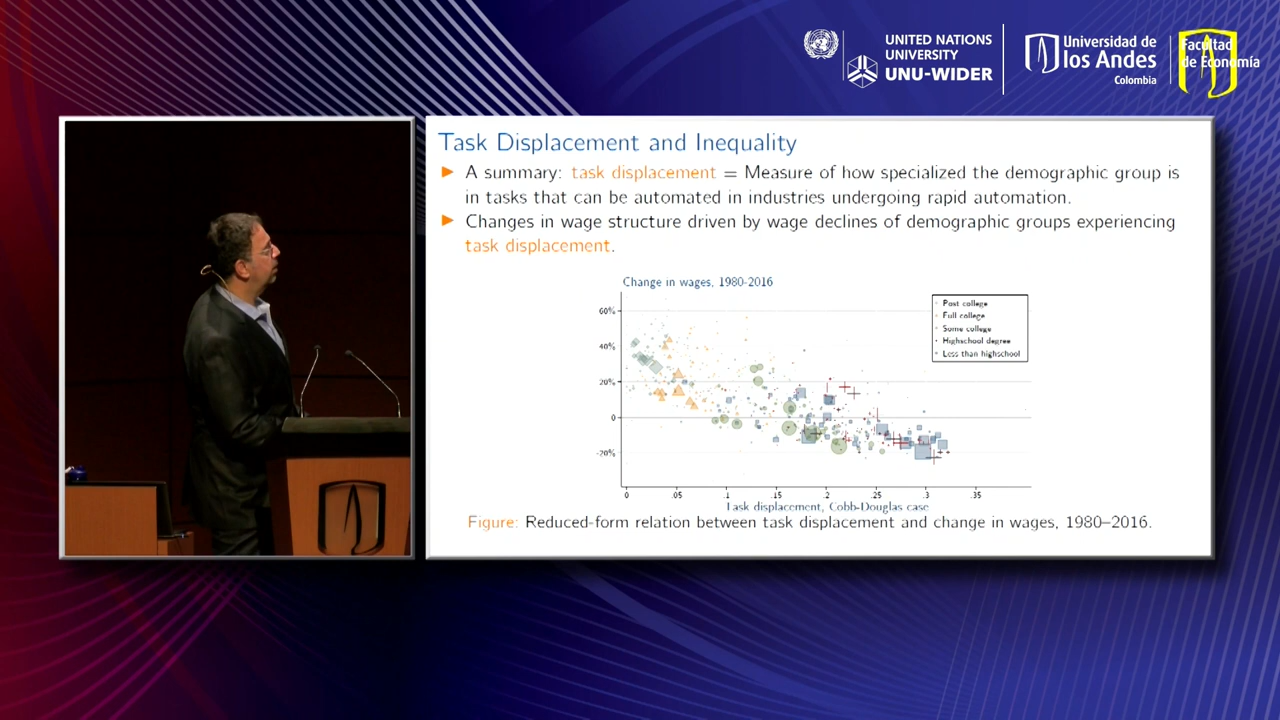 UNITED NATIONS
UNIVERSITY
UNU-WIDER
Universidad de
los Andes
Colombia
Facultad
de Economía
Task Displacement and Inequality
A summary: task displacement = Measure of how specialized the demographic group is
in tasks that can be automated in industries undergoing rapid automation.
Changes in wage structure driven by wage declines of demographic groups experiencing
task displacement.
Change in wages, 1980-2016
60%
40%
20%
0
-20%
Post college
Full college
Some college
Highschool degree
Less than highschool
0 .05 .1 .15 .2 .25 .3 .35
Task displacement, Cobb-Douglas case
Figure: Reduced-form relation between task displacement and change in wages, 1980–2016.